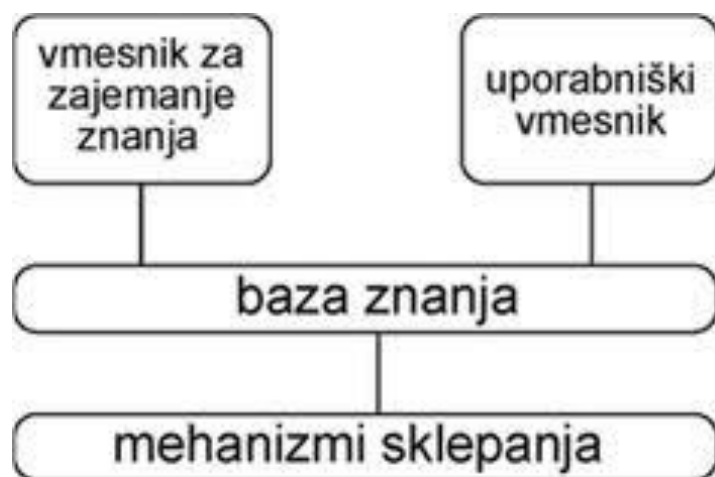 vmesnik za
zajemanje
znanja
uporabniški
vmesnik
baza znanja
mehanizmi sklepanja